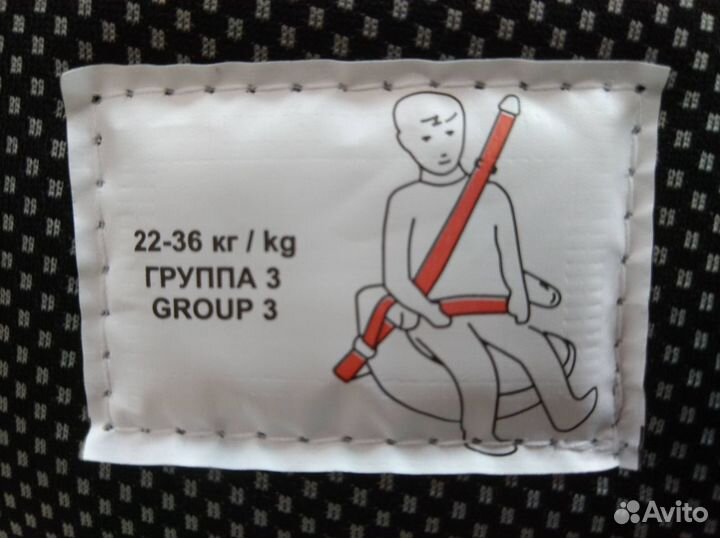 22-36 кг / kg
ГРУППА 3
GROUP 3
Avito